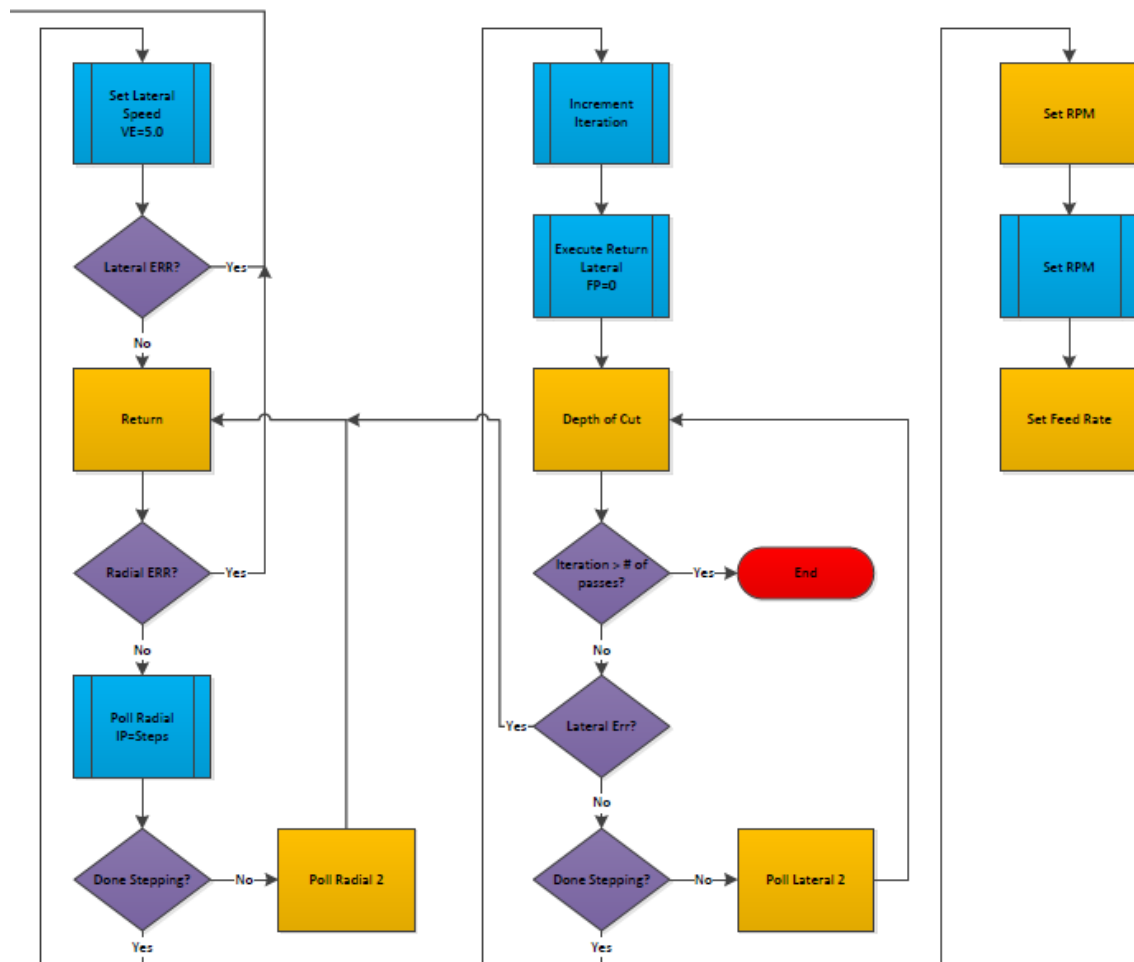 Set Lateral
Speed
VE=5.0
Lateral ERR?
Yes
No
Return
Radial ERR?
Yes
No
Poll Radial
IP=Steps
Done Stepping?
No
Poll Radial 2
Yes
Increment
Iteration
Execute Return
Lateral
FP=0
Depth of Cut
Iteration > # of
passes?
Yes
End
No
Lateral Err?
Yes
No
Done Stepping?
No
Poll Lateral 2
Yes
Set RPM
Set RPM
Set Feed Rate